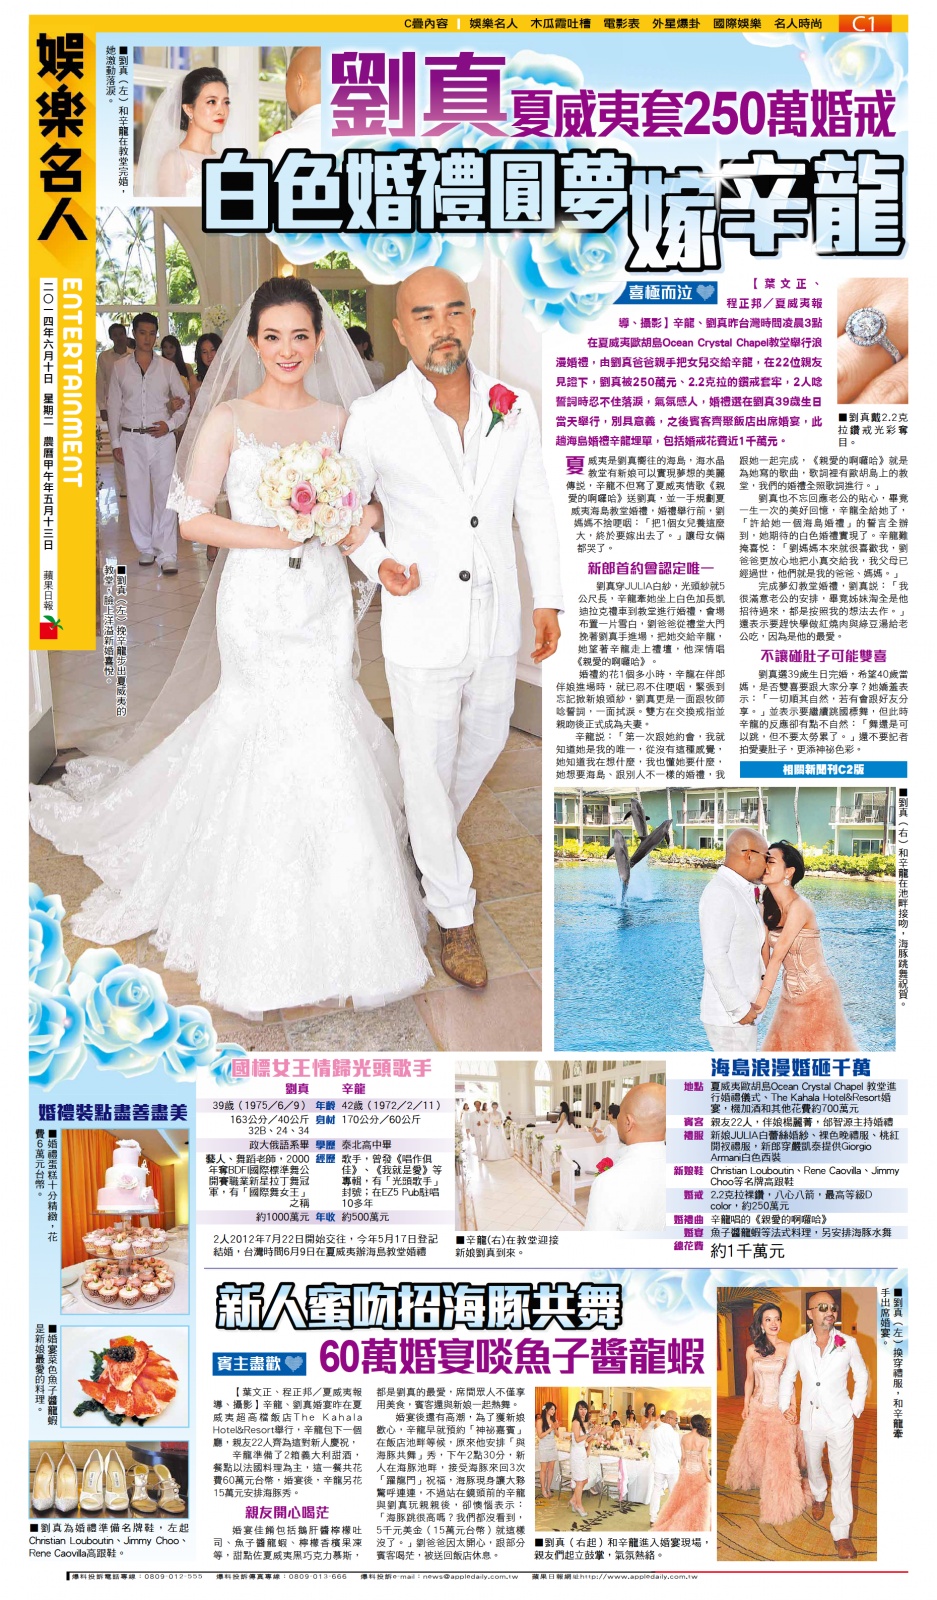 C疊內容 娛樂名人 木瓜霞吐槽 電影表 外星爆卦 國際娛樂 名人時尚 C1
娛樂名人
ENTERTAINMENT
二〇一四年六月十日 星期二 農曆甲午年五月十三日
蘋果日報
■劉真（左）和辛龍在教堂完婚，
她激動落淚。
劉真 夏威夷套250萬婚戒
白色婚禮圓夢嫁辛龍
■劉真（左）挽辛龍步出夏威夷的
教堂，臉上洋溢新婚喜悅。
喜極而泣
【葉文正、
程正邦／夏威夷報
導、攝影】辛龍、劉真昨台灣時間凌晨3點
在夏威夷歐胡島Ocean Crystal Chapel教堂舉行浪
漫婚禮，由劉真爸爸親手把女兒交給辛龍，在22位親友
見證下，劉真被250萬元、2.2克拉的鑽戒套牢，2人唸
誓詞時忍不住落淚，氣氛感人，婚禮選在劉真39歲生日
當天舉行，別具意義，之後賓客齊聚飯店出席婚宴，此
趟海島婚禮辛龍埋單，包括婚戒花費近1千萬元。
■劉真戴2.2克
拉鑽戒光彩奪
目。
夏威夷是劉真嚮往的海島，海水晶
教堂有新娘可以實現夢想的美麗
傳說，辛龍不但寫了夏威夷情歌《親
愛的啊囉哈》送劉真，並一手規劃夏
威夷海島教堂婚禮，婚禮舉行前，劉
媽媽不捨哽咽：「把1個女兒養這麼
大，終於要嫁出去了。」讓母女倆
都哭了。
新郎首約會認定唯一
劉真穿JULIA白紗，光頭紗就5
公尺長，辛龍牽她坐上白色加長凱
迪拉克禮車到教堂進行婚禮，會場
布置一片雪白，劉爸爸從禮堂大門
挽著劉真手進場，把她交給辛龍，
她望著辛龍走上禮壇，他深情唱
《親愛的啊囉哈》。
婚禮約花1個多小時，辛龍在伴郎
伴娘進場時，就已忍不住哽咽，緊張到
忘記掀新娘頭紗，劉真更是一面跟牧師
唸誓詞，一面拭淚。雙方在交換戒指並
親吻後正式成為夫妻。
辛龍説：「第一次跟她約會，我就
知道她是我的唯一，從沒有這種感覺，
她知道我在想什麼，我也懂她要什麼，
她想要海島、跟別人不一樣的婚禮，我
跟她一起完成，《親愛的啊囉哈》就是
為她寫的歌曲，歌詞裡有歐胡島上的教
堂，我們的婚禮全照歌詞進行。」
劉真也不忘回應老公的貼心，畢竟
一生一次的美好回憶，辛龍全給她了，
「許給她一個海島婚禮」的誓言全辦
到，她期待的白色婚禮實現了。辛龍難
掩喜悅：「劉媽媽本來就很喜歡我，劉
爸爸更放心地把小真交給我，我父母已
經過世，他們就是我的爸爸、媽媽。」
完成夢幻教堂婚禮，劉真説：「我
很滿意老公的安排，畢竟姊妹淘全是他
招待過來，都是按照我的想法去作。」
還表示要趕快學做紅燒肉與綠豆湯給老
公吃，因為是他的最愛。
不讓碰肚子可能雙喜
劉真選39歲生日完婚，希望40歲當
媽，是否雙喜要跟大家分享？她嬌羞表
示：「一切順其自然，若有會跟好友分
享。」並表示要繼續跳國標舞，但此時
辛龍的反應卻有點不自然：「舞還是可
以跳，但不要太勞累了。」還不要記者
拍愛妻肚子，更添神祕色彩。
相關新聞刊C2版
■劉真（右）和辛龍在池畔接吻，海豚跳舞祝賀。
國標女王情歸光頭歌手
劉真 辛龍
39歲（1975／6／9） 年齡 42歲（1972／2／11）
163公分／40公斤 身材 170公分／60公斤
32B、24、34
政大俄語系畢 學歷 泰北高中畢
藝人、舞蹈老師，2000 經歷 歌手，曾發《唱作俱
年奪BDFI國際標準舞公 佳》、《我就是愛》等
開賽職業新星拉丁舞冠 專輯，有「光頭歌手」
軍，有「國際舞女王」 封號；在EZ5 Pub駐唱
之稱 10多年
約1000萬元 年收 約500萬元
2人2012年7月22日開始交往，今年5月17日登記
結婚，台灣時間6月9日在夏威夷辦海島教堂婚禮
■辛龍(右)在教堂迎接
新娘劉真到來。
海島浪漫婚砸千萬
地點 夏威夷歐胡島Ocean Crystal Chapel 教堂進
行婚禮儀式、The Kahala Hotel&Resort婚
宴，機加酒和其他花費約700萬元
賓客 親友22人，伴娘楊麗菁，邰智源主持婚禮
禮服 新娘JULIA白蕾絲婚紗、裸色晚禮服、桃紅
開衩禮服，新郎穿嚴凱泰提供Giorgio
Armani白色西裝
新娘鞋 Christian Louboutin、Rene Caovilla、Jimmy
Choo等名牌高跟鞋
婚戒 2.2克拉裸鑽，八心八箭，最高等級D
color，約250萬元
婚禮曲 辛龍唱的《親愛的啊囉哈》
婚宴 魚子醬龍蝦等法式料理，另安排海豚水舞
總花費 約1千萬元
婚禮裝點盡善盡美
■婚禮蛋糕十分精緻，花
費6萬元台幣。
■婚宴菜色魚子醬龍蝦
是新娘最愛的料理。
■劉真為婚禮準備名牌鞋，左起
Christian Louboutin、Jimmy Choo、
Rene Caovilla高跟鞋。
新人蜜吻招海豚共舞
賓主盡歡 60萬婚宴啖魚子醬龍蝦
【葉文正、程正邦／夏威夷報
導、攝影】辛龍、劉真婚宴昨在夏
威夷超高檔飯店The Kahala
Hotel&Resort舉行，辛龍包下一個
廳，親友22人齊為這對新人慶祝，
辛龍準備了2箱義大利甜酒，
餐點以法國料理為主，這一餐共花
費60萬元台幣，婚宴後，辛龍另花
15萬元安排海豚秀。
親友開心喝茫
婚宴佳餚包括鵝肝醬檸檬吐
司、魚子醬龍蝦、檸檬香檳果凍
等，甜點佐夏威夷黑巧克力慕斯，
都是劉真的最愛，席間眾人不僅享
用美食，賓客還與新娘一起熱舞。
婚宴後還有高潮，為了獲新娘
歡心，辛龍早就預約「神祕嘉賓」
在飯店池畔等候，原來他安排「與
海豚共舞」秀，下午2點30分，新
人在海豚池畔，接受海豚來回3次
「躍龍門」祝福，海豚現身讓大夥
驚呼連連，不過站在鏡頭前的辛龍
與劉真玩親親後，卻懊惱表示：
「海豚跳很高嗎？我們都沒看到，
5千元美金（15萬元台幣）就這樣
沒了。」劉爸爸因太開心，跟部分
賓客喝茫，被送回飯店休息。
■劉真（右起）和辛龍進入婚宴現場，
親友們起立鼓掌，氣氛熱絡。
■劉真（左）換穿禮服，和辛龍牽
手出席婚宴。
爆料投訴電話專線：0809-012-555 爆料投訴傳真專線：0809-013-666 爆料投訴e-mail：news@appledaily.com.tw 蘋果日報網址http://www.appledaily.com.tw